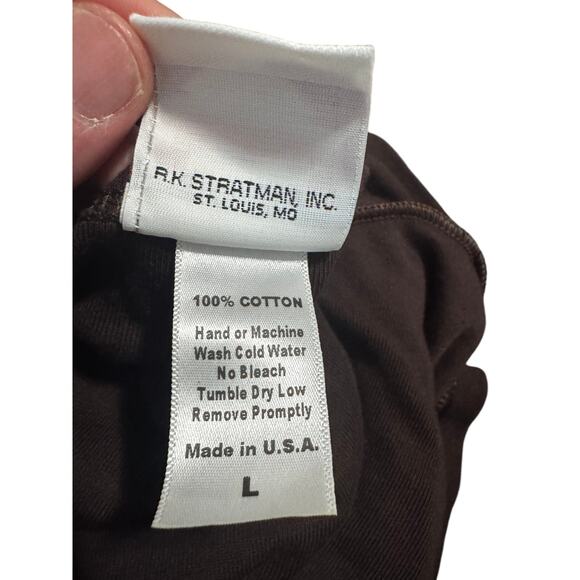 R.K. STRATMAN, INC.
ST. LOUIS, MO
100% COTTON
Hand or Machine
Wash Cold Water
No Bleach
Tumble Dry Low
Remove Promptly
Made in U.S.A.
L